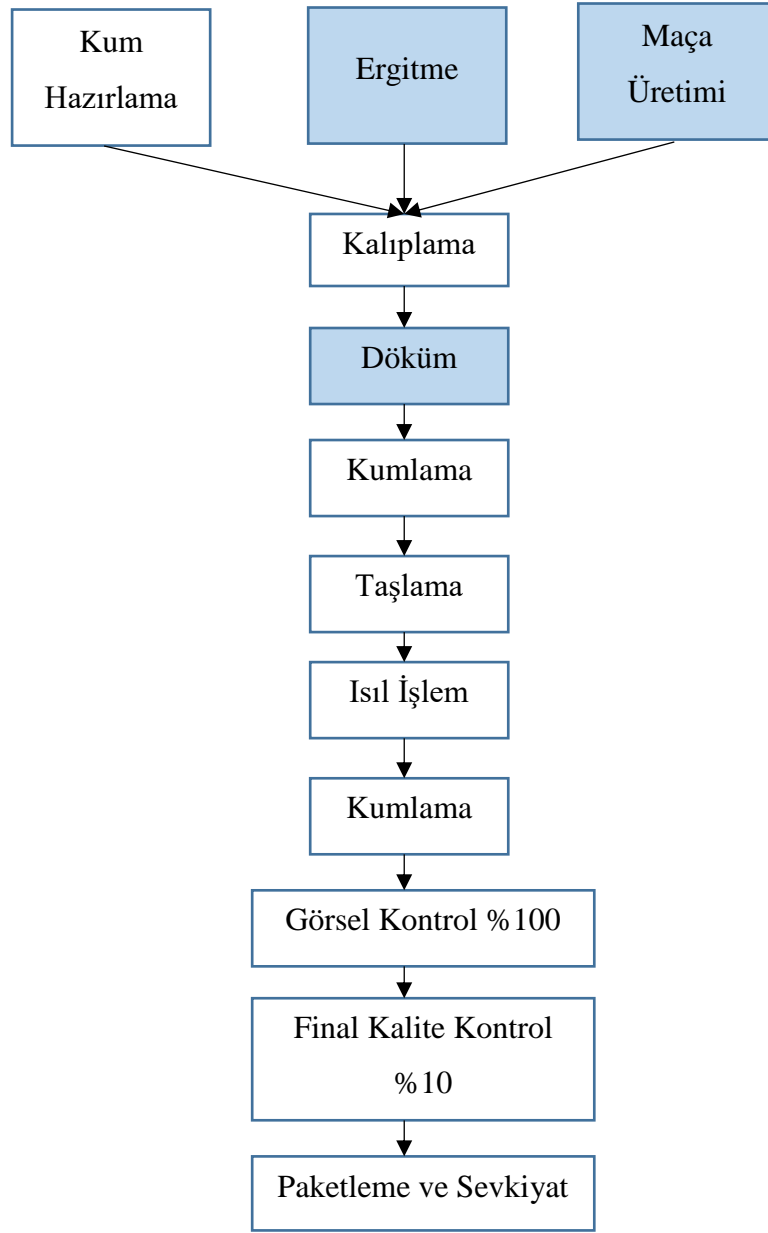 Kum
Hazırlama
Ergitme
Maça
Üretimi
Kalıplama
Döküm
Kumlama
Taşlama
Isıl İşlem
Kumlama
Görsel Kontrol %100
Final Kalite Kontrol
%10
Paketleme ve Sevkiyat